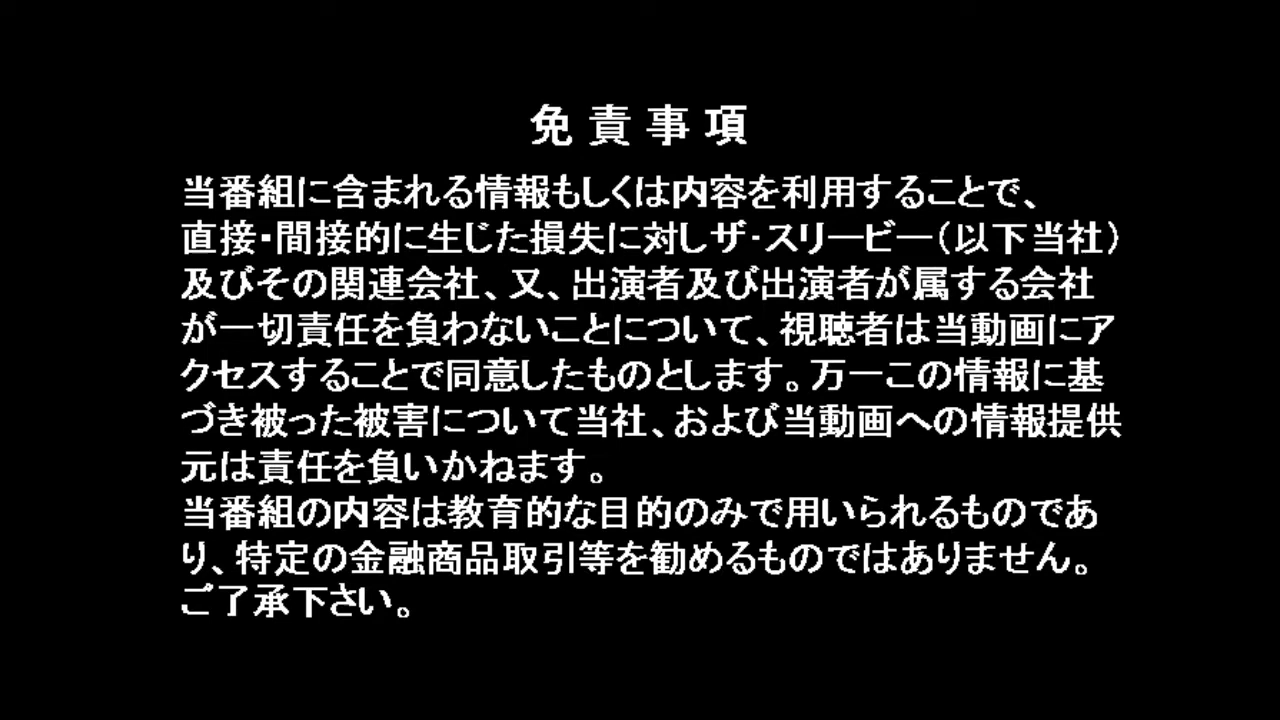 免責事項
当番組に含まれる情報もしくは内容を利用することで、
直接・間接的に生じた損失に対しザ・スリービー（以下当社）
及びその関連会社、又、出演者及び出演者が属する会社
が一切責任を負わないことについて、視聴者は当動画にア
クセスすることで同意したものとします。万一この情報に基
づき被った被害について当社、および当動画への情報提供
元は責任を負いかねます。
当番組の内容は教育的な目的のみで用いられるものであ
り、特定の金融商品取引等を勧めるものではありません。
ご了承下さい。